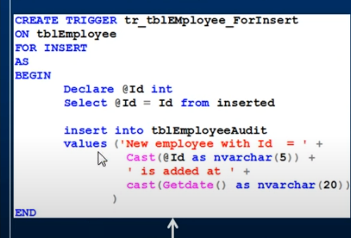 CREATE TRIGGER tr_tblEMployee_ForInsert
ON tblEmployee
FOR INSERT
AS
BEGIN
Declare @Id int
Select @Id = Id from inserted
insert into tblEmployeeAudit
values ('New employee with Id  = ' +
Cast(@Id as nvarchar(5)) +
' is added at ' +
cast(Getdate() as nvarchar(20))
)
END